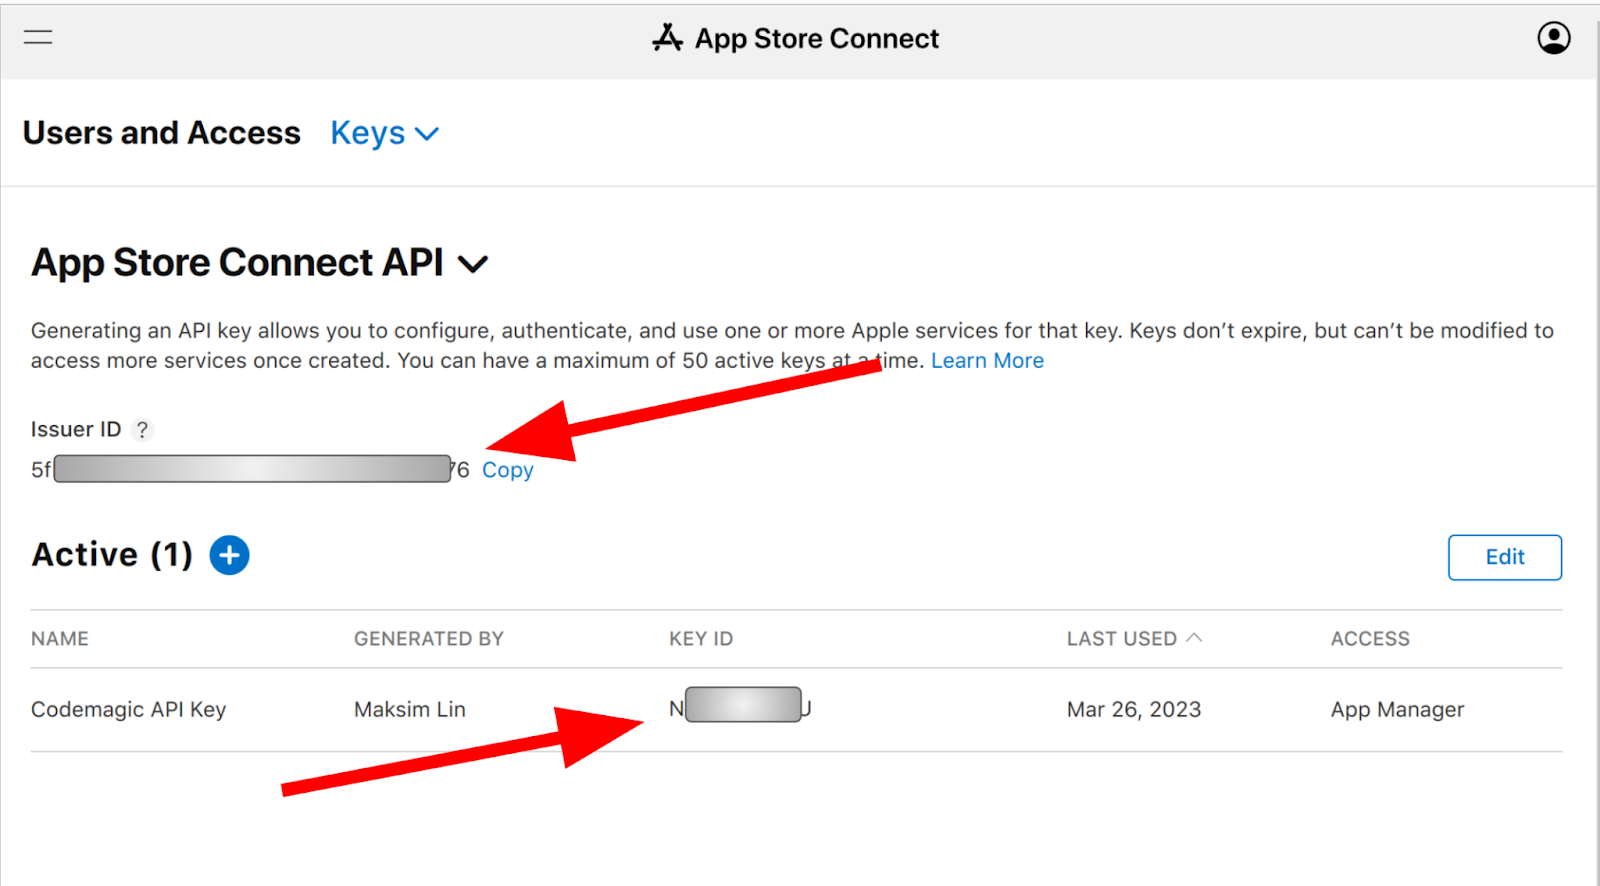 App Store Connect
Users and Access Keys
App Store Connect API
Generating an API key allows you to configure, authenticate, and use one or more Apple services for that key. Keys don’t expire, but can’t be modified to
access more services once created. You can have a maximum of 50 active keys at a time. Learn More
Issuer ID ?
5f 76 Copy
Active (1) +
Edit
NAME GENERATED BY KEY ID LAST USED ACCESS
Codemagic API Key Maksim Lin N J Mar 26, 2023 App Manager